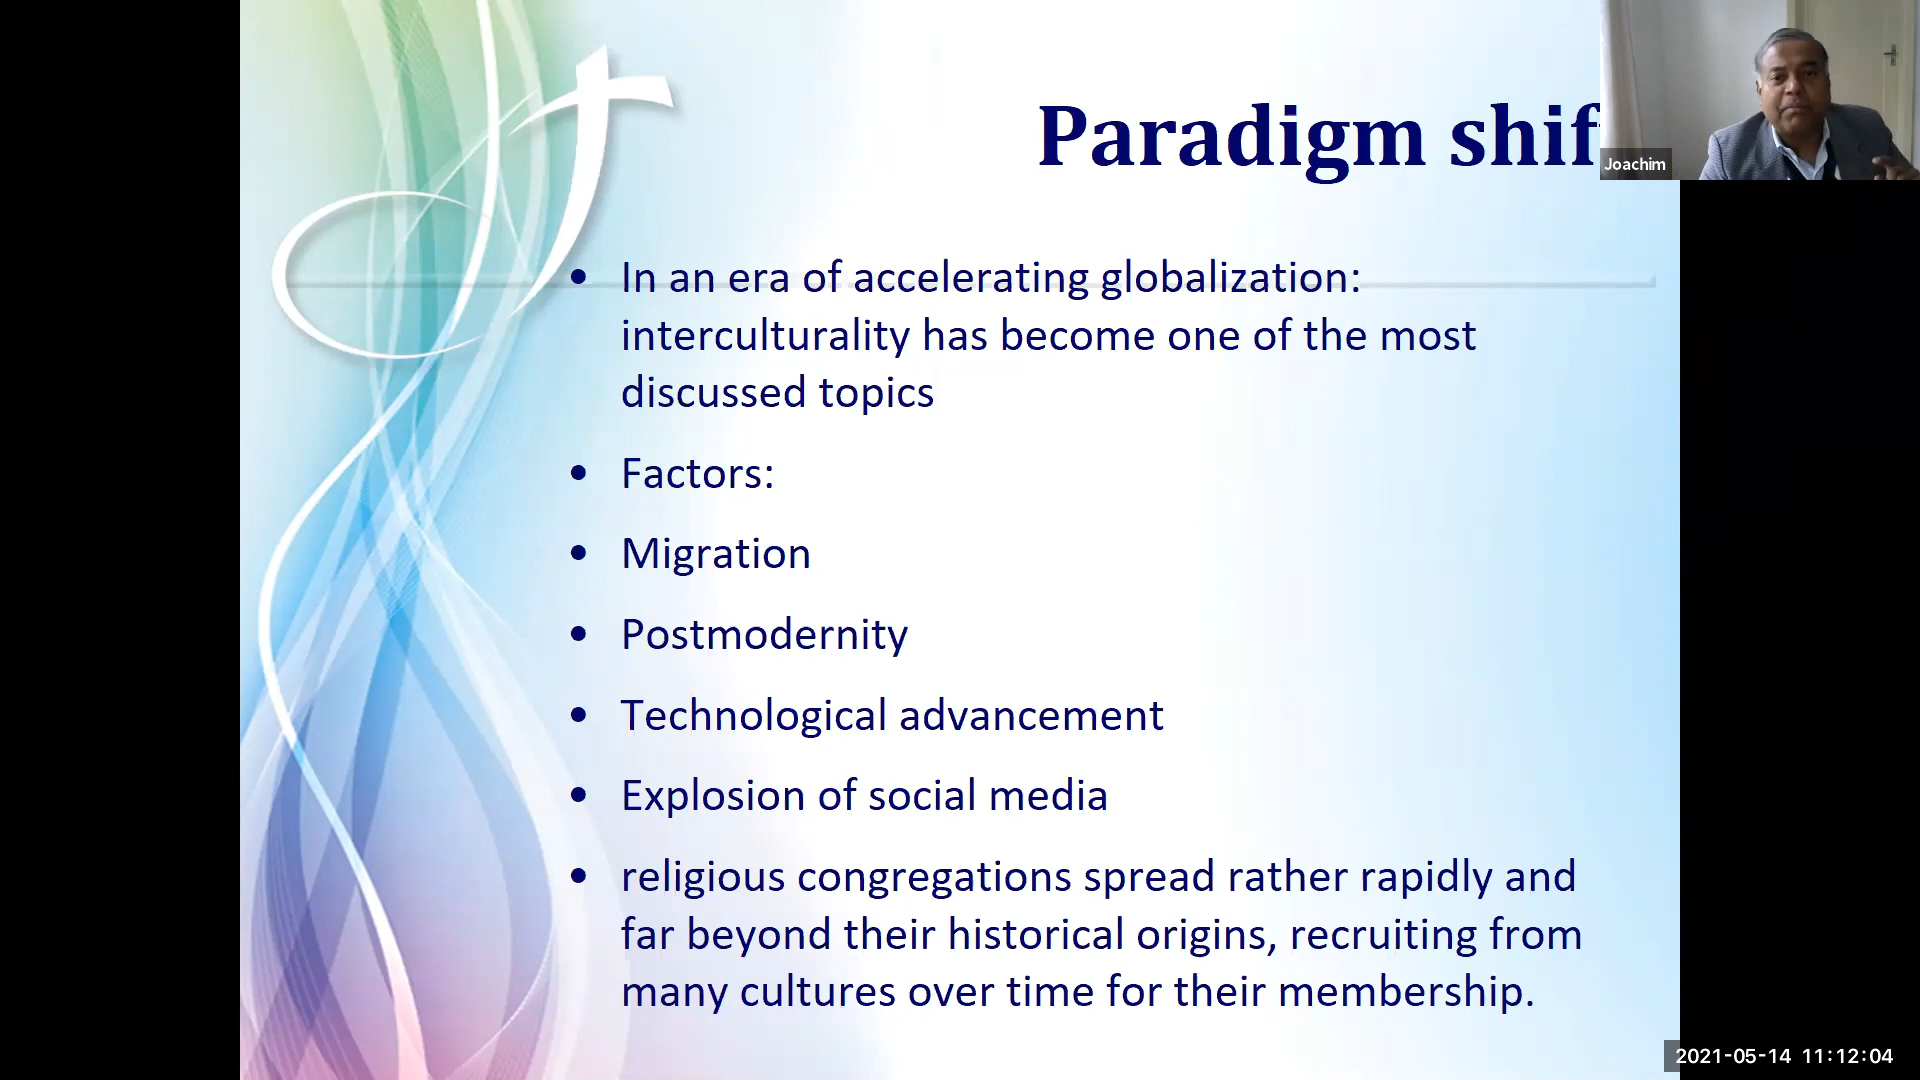 Paradigm shif
Joachim
• In an era of accelerating globalization:
interculturality has become one of the most
discussed topics
• Factors:
• Migration
• Postmodernity
• Technological advancement
• Explosion of social media
• religious congregations spread rather rapidly and
far beyond their historical origins, recruiting from
many cultures over time for their membership.
2021-05-14 11:12:04